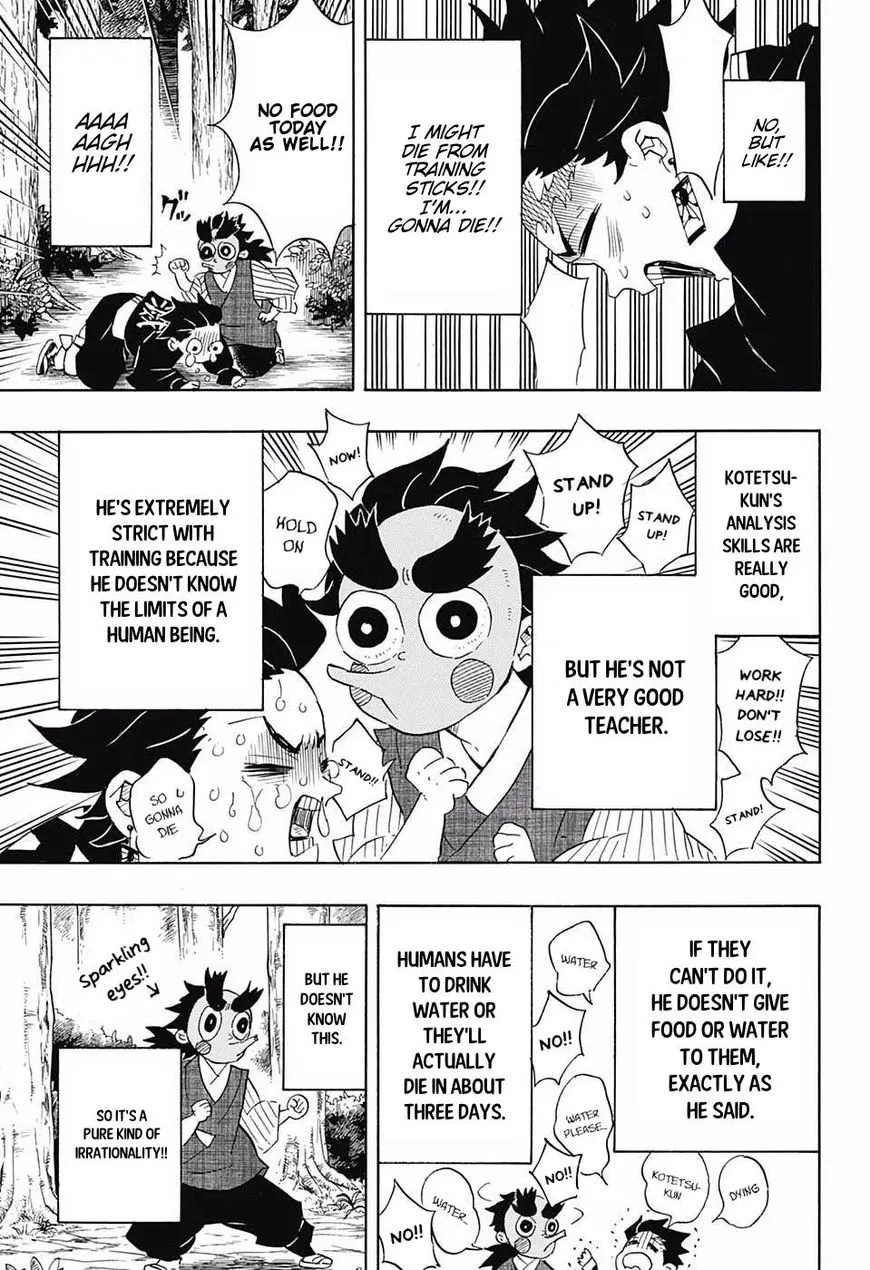 NO,
BUT
LIKE!!
I MIGHT
DIE FROM
TRAINING
STICKS!!
I'M...
GONNA DIE!!
NO FOOD
TODAY
AS WELL!!
AAAA
AAGH
HHH!!
グッ
KOTETSU-
KUN'S
ANALYSIS
SKILLS ARE
REALLY
GOOD,
STAND
UP!
STAND
UP!
NOW!
HOLD
ON
WORK
HARD!!
DON'T
LOSE!!
STAND!
BUT HE'S NOT
A VERY GOOD
TEACHER.
HE'S EXTREMELY
STRICT WITH
TRAINING BECAUSE
HE DOESN'T KNOW
THE LIMITS OF A
HUMAN BEING.
STAND!!
SO
GONNA
DIE
IF THEY
CAN'T DO IT,
HE DOESN'T GIVE
FOOD OR WATER
TO THEM,
EXACTLY AS
HE SAID.
WATER
NO!!
WATER
PLEASE...
NO!!
KOTETSU-
KUN
DYING
WATER...
NO!!
HUMANS HAVE
TO DRINK
WATER OR
THEY'LL
ACTUALLY
DIE IN ABOUT
THREE DAYS.
BUT HE
DOESN'T
KNOW
THIS.
Sparkling
eyes!!
SO IT'S A
PURE KIND OF
IRRATIONALITY!!